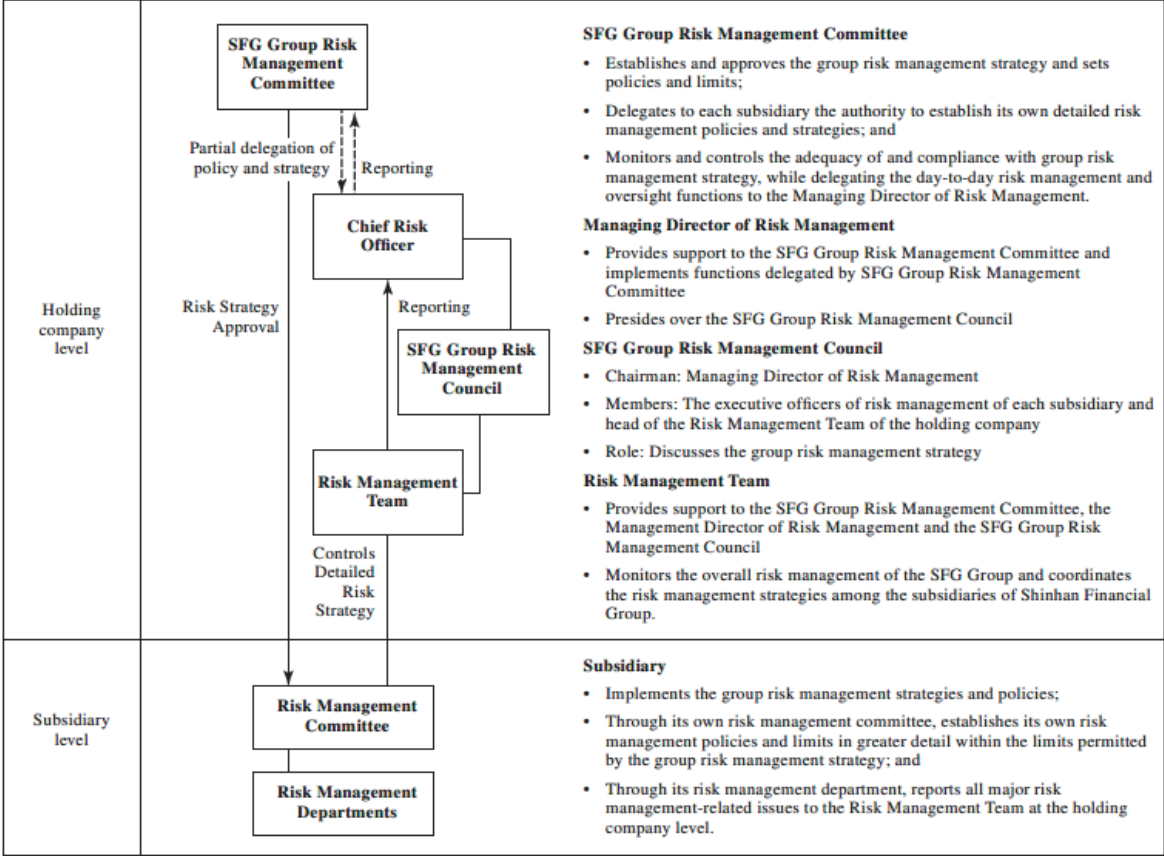 Holding
company
level
SFG Group Risk
Management
Committee
Partial delegation of
policy and strategy
Reporting
Chief Risk
Officer
Risk Strategy
Approval
Reporting
SFG Group Risk
Management
Council
Risk Management
Team
Controls
Detailed
Risk
Strategy
SFG Group Risk Management Committee
• Establishes and approves the group risk management strategy and sets
policies and limits;
• Delegates to each subsidiary the authority to establish its own detailed risk
management policies and strategies; and
• Monitors and controls the adequacy of and compliance with group risk
management strategy, while delegating the day-to-day risk management and
oversight functions to the Managing Director of Risk Management.
Managing Director of Risk Management
• Provides support to the SFG Group Risk Management Committee and
implements functions delegated by SFG Group Risk Management
Committee
• Presides over the SFG Group Risk Management Council
SFG Group Risk Management Council
• Chairman: Managing Director of Risk Management
• Members: The executive officers of risk management of each subsidiary and
head of the Risk Management Team of the holding company
• Role: Discusses the group risk management strategy
Risk Management Team
• Provides support to the SFG Group Risk Management Committee, the
Management Director of Risk Management and the SFG Group Risk
Management Council
• Monitors the overall risk management of the SFG Group and coordinates
the risk management strategies among the subsidiaries of Shinhan Financial
Group.
Subsidiary
level
Risk Management
Committee
Risk Management
Departments
Subsidiary
• Implements the group risk management strategies and policies;
• Through its own risk management committee, establishes its own risk
management policies and limits in greater detail within the limits permitted
by the group risk management strategy; and
• Through its risk management department, reports all major risk
management-related issues to the Risk Management Team at the holding
company level.